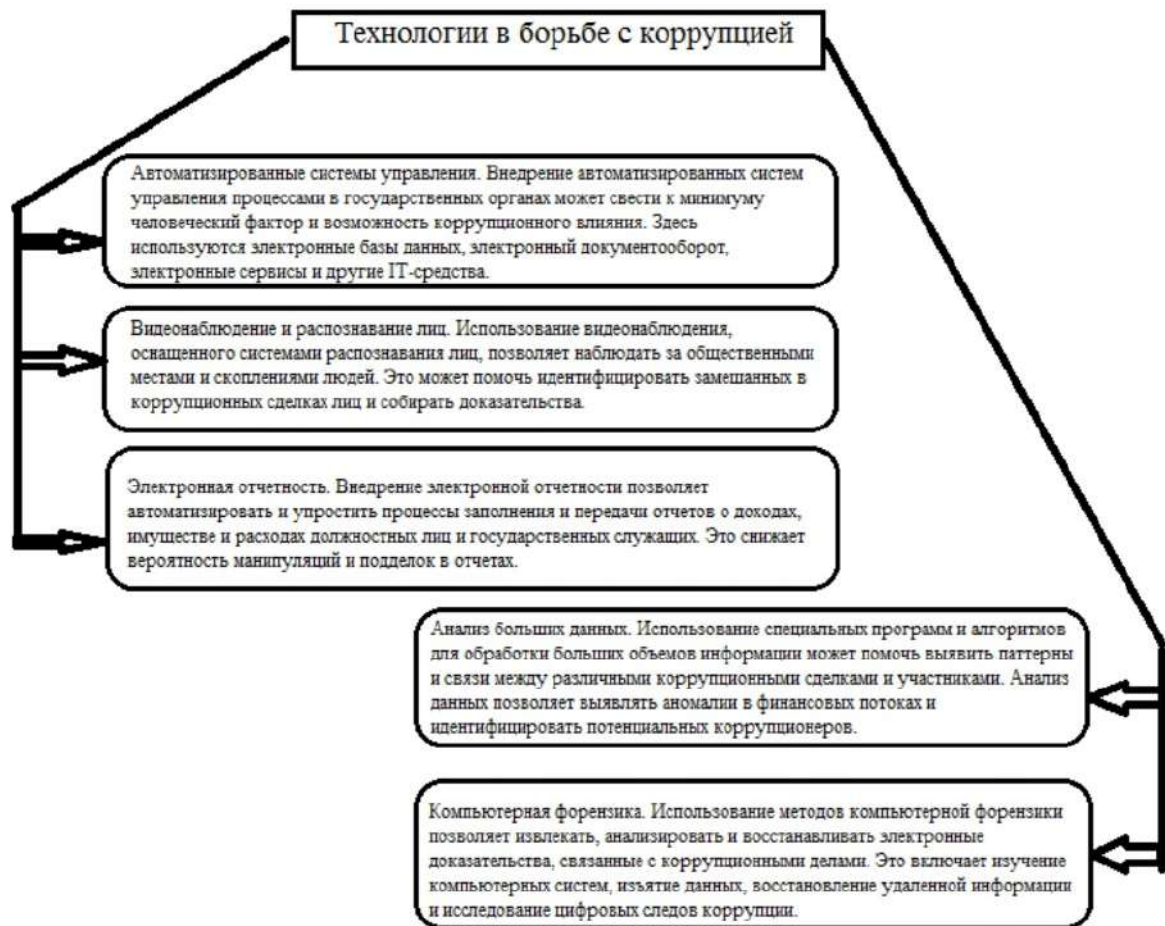 Технологии в борьбе с коррупцией
Автоматизированные системы управления. Внедрение автоматизированных систем
управления процессами в государственных органах может свести к минимуму
человеческий фактор и возможность коррупционного влияния. Здесь
используются электронные базы данных, электронный документооборот,
электронные сервисы и другие IT-средства.
Видеонаблюдение и распознавание лиц. Использование видеонаблюдения,
оснащенного системами распознавания лиц, позволяет наблюдать за общественными
местами и скоплениями людей. Это может помочь идентифицировать замешанных в
коррупционных сделках лиц и собирать доказательства.
Электронная отчетность. Внедрение электронной отчетности позволяет
автоматизировать и упростить процессы заполнения и передачи отчетов о доходах,
имуществе и расходах должностных лиц и государственных служащих. Это снижает
вероятность манипуляций и подделок в отчетах.
Анализ больших данных. Использование специальных программ и алгоритмов
для обработки больших объемов информации может помочь выявить паттерны
и связи между различными коррупционными сделками и участниками. Анализ
данных позволяет выявлять аномалии в финансовых потоках и
идентифицировать потенциальных коррупционеров.
Компьютерная форензика. Использование методов компьютерной форензики
позволяет извлекать, анализировать и восстанавливать электронные
доказательства, связанные с коррупционными делами. Это включает изучение
компьютерных систем, изъятие данных, восстановление удаленной информации
и исследование цифровых следов коррупции.